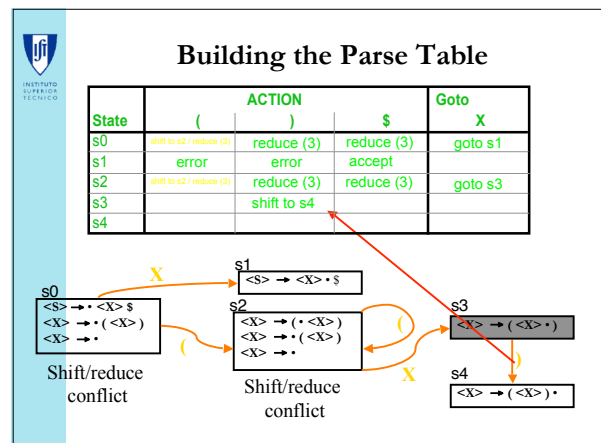 Building the Parse Table
INSTITUTO
SUPERIOR
TÉCNICO
ACTION Goto
State ( ) $ X
s0 shift to s2 / reduce (3) reduce (3) reduce (3) goto s1
s1 error error accept
s2 shift to s2 / reduce (3) reduce (3) reduce (3) goto s3
s3 shift to s4
s4
s1
X
<S> → <X> • $
s0
<S> → • <X> $
<X> → • ( <X> )
<X> → •
(
Shift/reduce
conflict
s2
<X> → ( • <X> )
<X> → • ( <X> )
<X> → •
(
X
Shift/reduce
conflict
s3
<X> → ( <X> • )
)
s4
<X> → ( <X> ) •